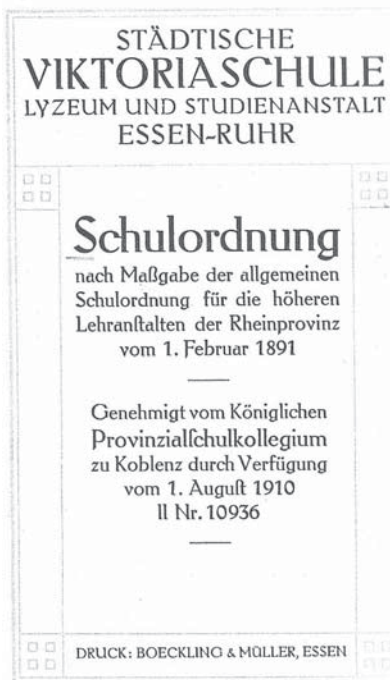 STÄDTISCHE
VIKTORIASCHULE
LYZEUM UND STUDIENANSTALT
ESSEN-RUHR
Schulordnung
nach Maßgabe der allgemeinen
Schulordnung für die höheren
Lehranſtalten der Rheinprovinz
vom 1. Februar 1891
Genehmigt vom Königlichen
Provinzialſchulkollegium
zu Koblenz durch Verfügung
vom 1. Auguſt 1910
II Nr. 10936
DRUCK: BOECKLING & MÜLLER, ESSEN